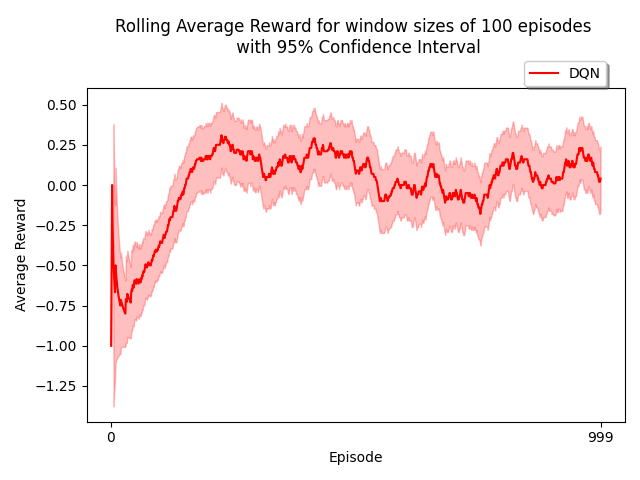 Rolling Average Reward for window sizes of 100 episodes
with 95% Confidence Interval
DQN
0.50
0.25
0.00
−0.25
−0.50
−0.75
−1.00
−1.25
Average Reward
0
999
Episode